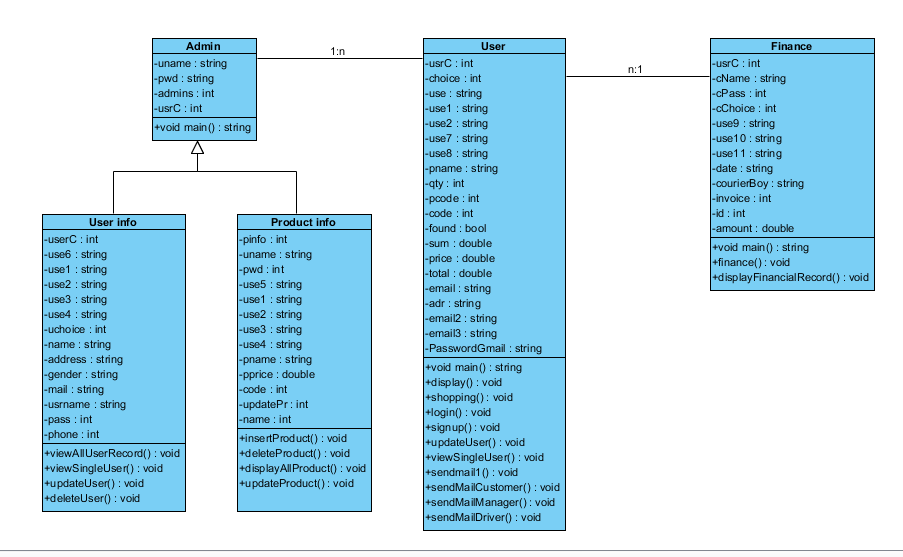 Admin
-uname : string
-pwd : string
-admins : int
-usrC : int
+void main() : string
1:n
User
-usrC : int
-choice : int
-use : string
-use1 : string
-use2 : string
-use7 : string
-use8 : string
-pname : string
-qty : int
-pcode : int
-code : int
-found : bool
-sum : double
-price : double
-total : double
-email : string
-adr : string
-email2 : string
-email3 : string
-PasswordGmail : string
+void main() : string
+display() : void
+shopping() : void
+login() : void
+signup() : void
+updateUser() : void
+viewSingleUser() : void
+sendmail1() : void
+sendMailCustomer() : void
+sendMailManager() : void
+sendMailDriver() : void
n:1
Finance
-usrC : int
-cName : string
-cPass : int
-cChoice : int
-use9 : string
-use10 : string
-use11 : string
-date : string
-courierBoy : string
-invoice : int
-id : int
-amount : double
+void main() : string
+finance() : void
+displayFinancialRecord() : void
User info
-userC : int
-use6 : string
-use1 : string
-use2 : string
-use3 : string
-use4 : string
-uchoice : int
-name : string
-address : string
-gender : string
-mail : string
-usrname : string
-pass : int
-phone : int
+viewAllUserRecord() : void
+viewSingleUser() : void
+updateUser() : void
+deleteUser() : void
Product info
-pinfo : int
-uname : string
-pwd : int
-use5 : string
-use1 : string
-use2 : string
-use3 : string
-use4 : string
-pname : string
-pprice : double
-code : int
-updatePr : int
-name : int
+insertProduct() : void
+deleteProduct() : void
+displayAllProduct() : void
+updateProduct() : void